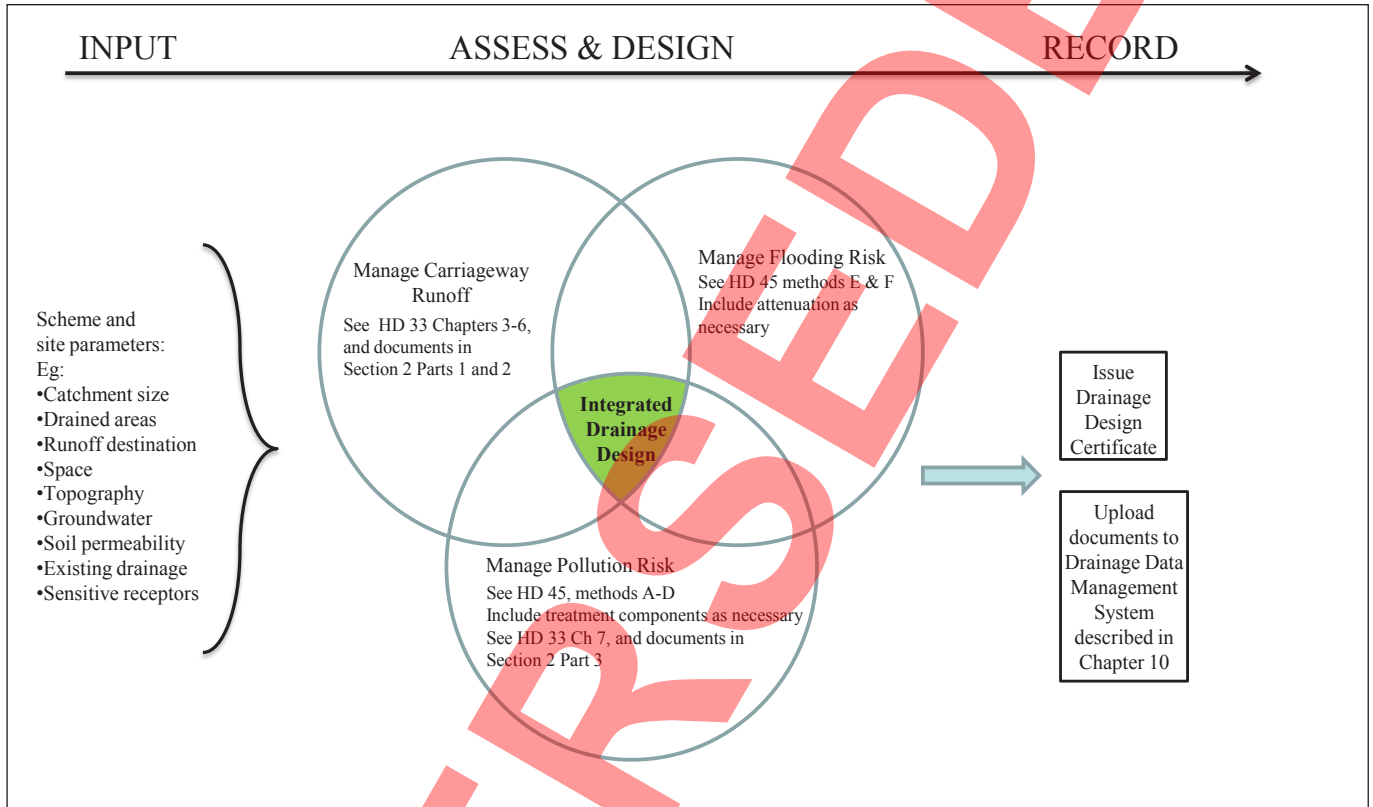 INPUT
ASSESS & DESIGN
RECORD
Scheme and
site parameters:
Eg:
•Catchment size
•Drained areas
•Runoff destination
•Space
•Topography
•Groundwater
•Soil permeability
•Existing drainage
•Sensitive receptors
Manage Carriageway
Runoff
See HD 33 Chapters 3-6,
and documents in
Section 2 Parts 1 and 2
Manage Flooding Risk
See HD 45 methods E & F
Include attenuation as
necessary
Integrated
Drainage
Design
Manage Pollution Risk
See HD 45, methods A-D
Include treatment components as necessary
See HD 33 Ch 7, and documents in
Section 2 Part 3
Issue
Drainage
Design
Certificate
Upload
documents to
Drainage Data
Management
System
described in
Chapter 10
RSEDE